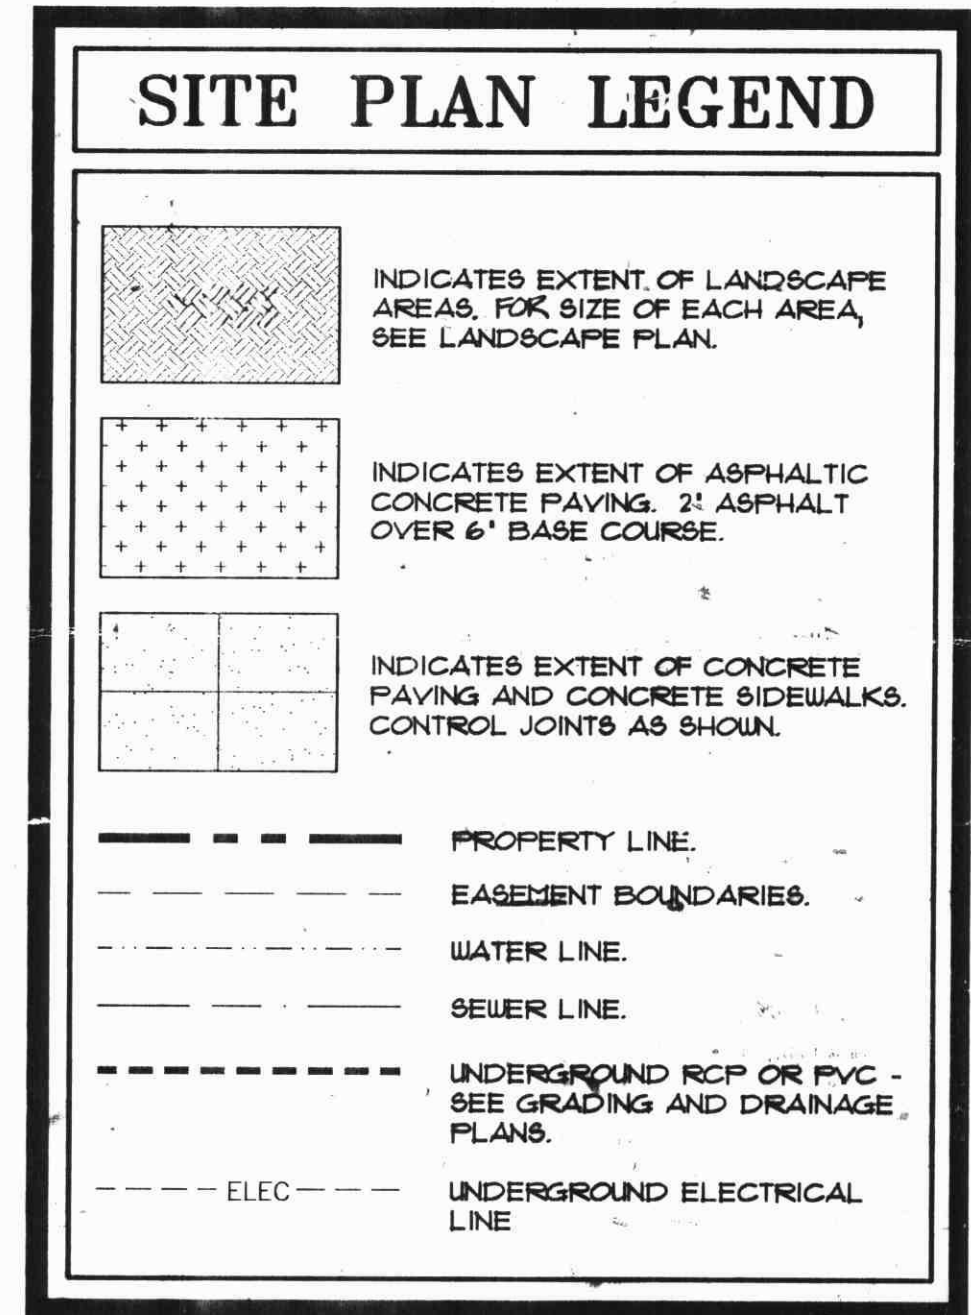 SITE PLAN LEGEND
INDICATES EXTENT OF LANDSCAPE
AREAS. FOR SIZE OF EACH AREA,
SEE LANDSCAPE PLAN.
INDICATES EXTENT OF ASPHALTIC
CONCRETE PAVING. 2" ASPHALT
OVER 6" BASE COURSE.
INDICATES EXTENT OF CONCRETE
PAVING AND CONCRETE SIDEWALKS.
CONTROL JOINTS AS SHOWN.
PROPERTY LINE.
EASEMENT BOUNDARIES.
WATER LINE.
SEWER LINE.
UNDERGROUND RCP OR PVC -
SEE GRADING AND DRAINAGE
PLANS.
ELEC
UNDERGROUND ELECTRICAL
LINE